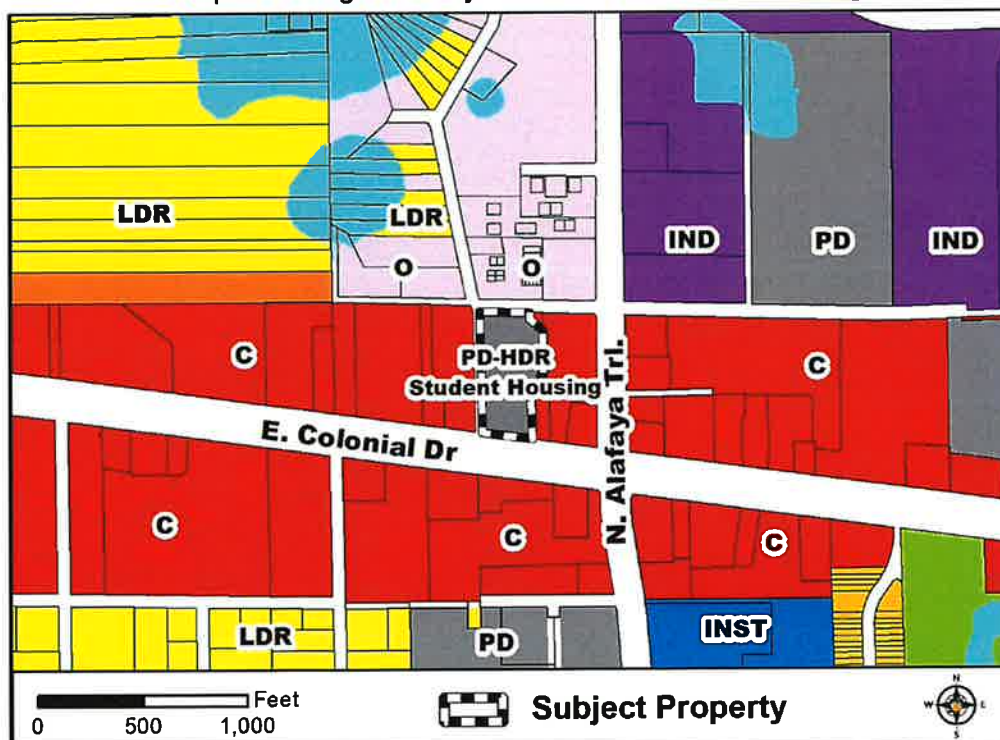 LDR
LDR
O
O
IND
PD
IND
C
PD-HDR
Student Housing
N. Alafaya Trl.
C
E. Colonial Dr
C
C
C
LDR
PD
INST
Feet
0 500 1,000
Subject Property
N
W
S